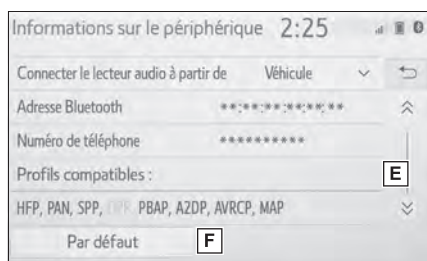 Informations sur le périphérique 2:25
Connecter le lecteur audio à partir de Véhicule
Adresse Bluetooth **:**:**:**:**:**
Numéro de téléphone **********
Profils compatibles :
E
HFP, PAN, SPP, OPP, PBAP, A2DP, AVRCP, MAP
Par défaut
F